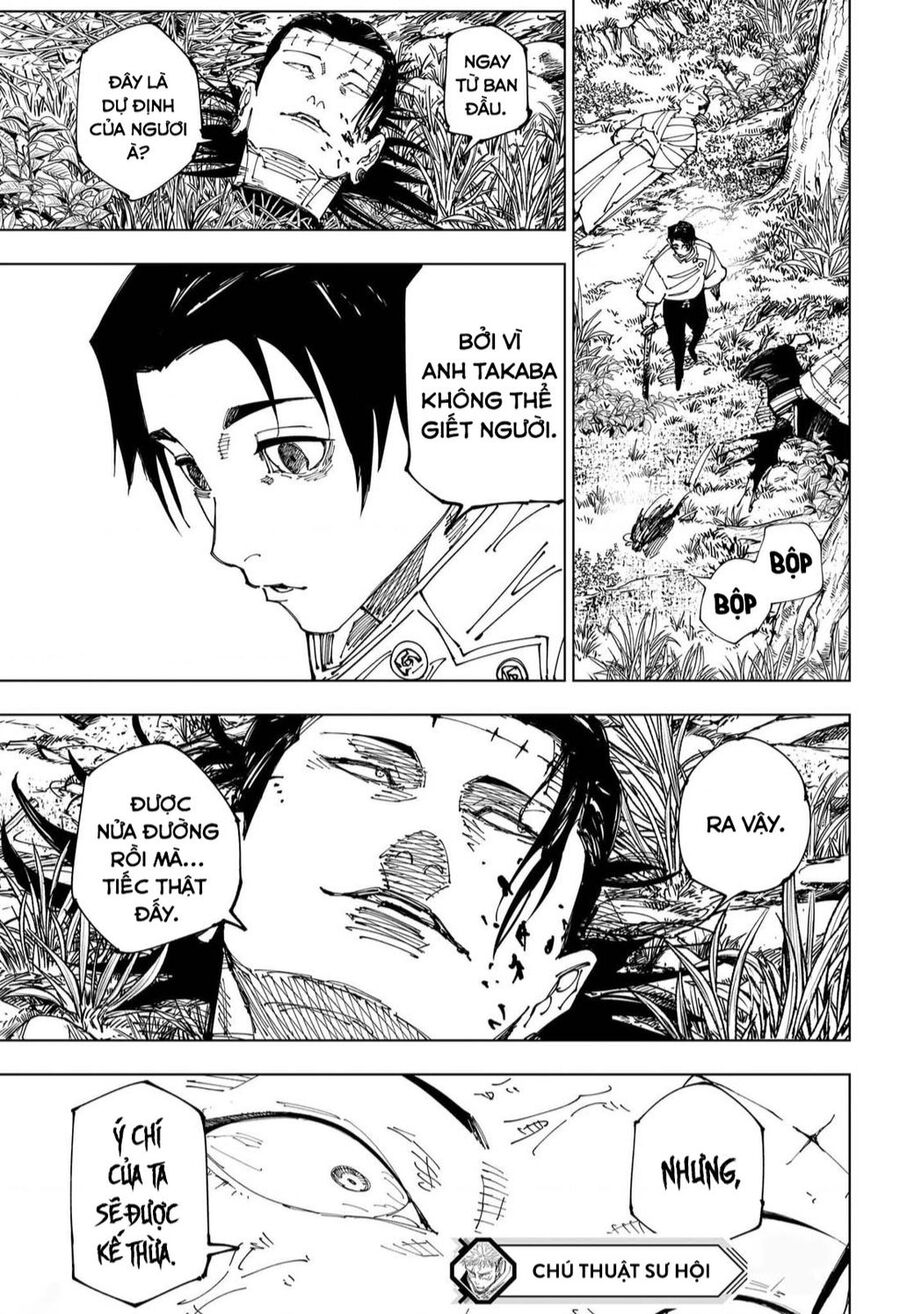 BỘP
BỘP
NGAY
TỪ BAN
ĐẦU.
ĐÂY LÀ
DỰ ĐỊNH
CỦA NGƯƠI
À?
BỞI VÌ
ANH TAKABA
KHÔNG THỂ
GIẾT NGƯỜI.
RA VẬY.
ĐƯỢC
NỬA ĐƯỜNG
RỒI MÀ...
TIẾC THẬT
ĐẤY.
NHƯNG,
Ý CHÍ
CỦA TA
SẼ ĐƯỢC
KẾ THỪA.
CHÚ THUẬT SƯ HỘI